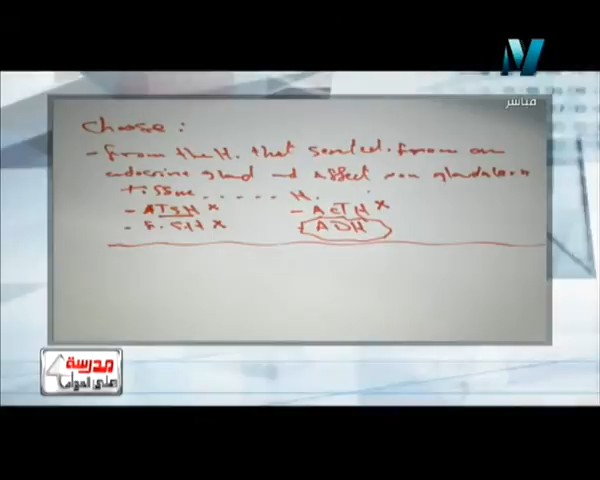 مباشر
Choose :
- From the H. that secreted from an
endocrine gland and affect non glandular
tissue . . . . . . H.
- ATSH x - ACTH x
- F.SH x ADH
مدرسة
على الهواء